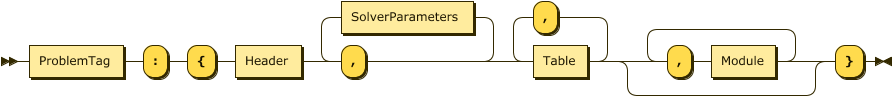 SolverParameters ,
ProblemTag : { Header , Table , Module }